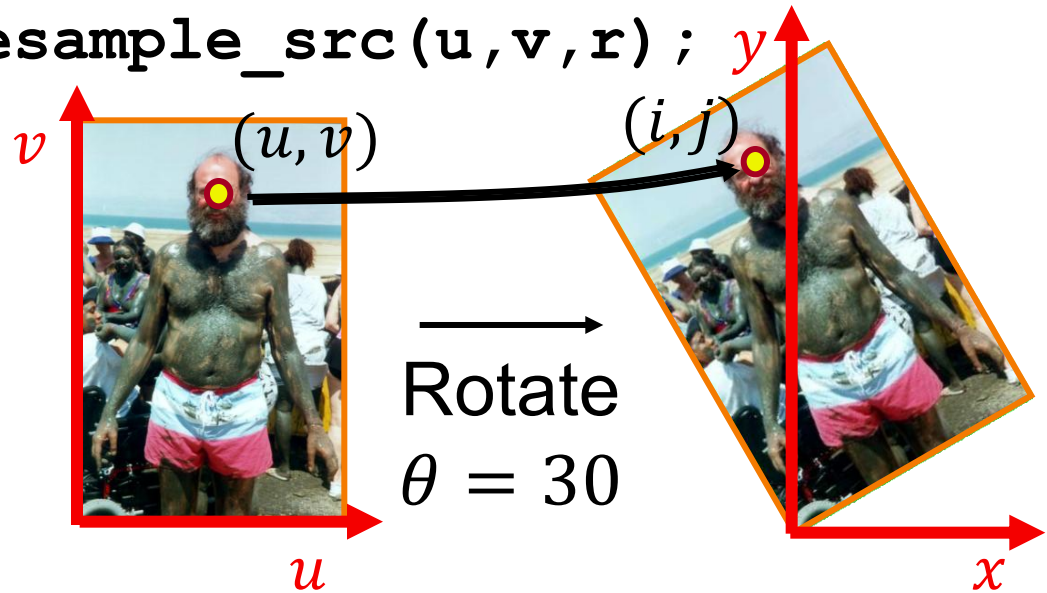 esample_src(u,v,r);
y
v
(u, v)
(i, j)
Rotate
θ = 30
u
x